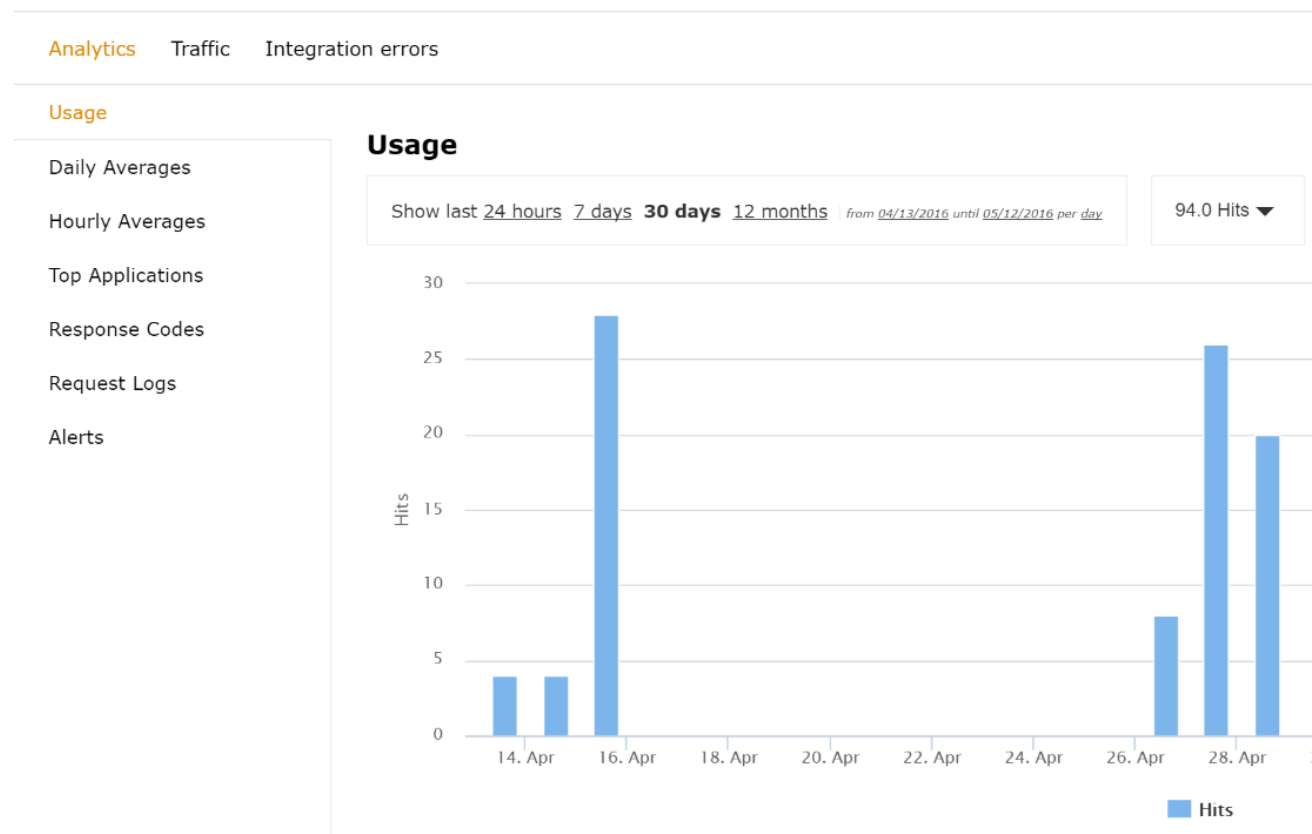 Analytics Traffic Integration errors
Usage
Daily Averages
Hourly Averages
Top Applications
Response Codes
Request Logs
Alerts
Usage
Show last 24 hours 7 days 30 days 12 months from 04/13/2016 until 05/12/2016 per day
94.0 Hits
30
25
20
15
10
5
0
Hits
14. Apr 16. Apr 18. Apr 20. Apr 22. Apr 24. Apr 26. Apr 28. Apr
Hits